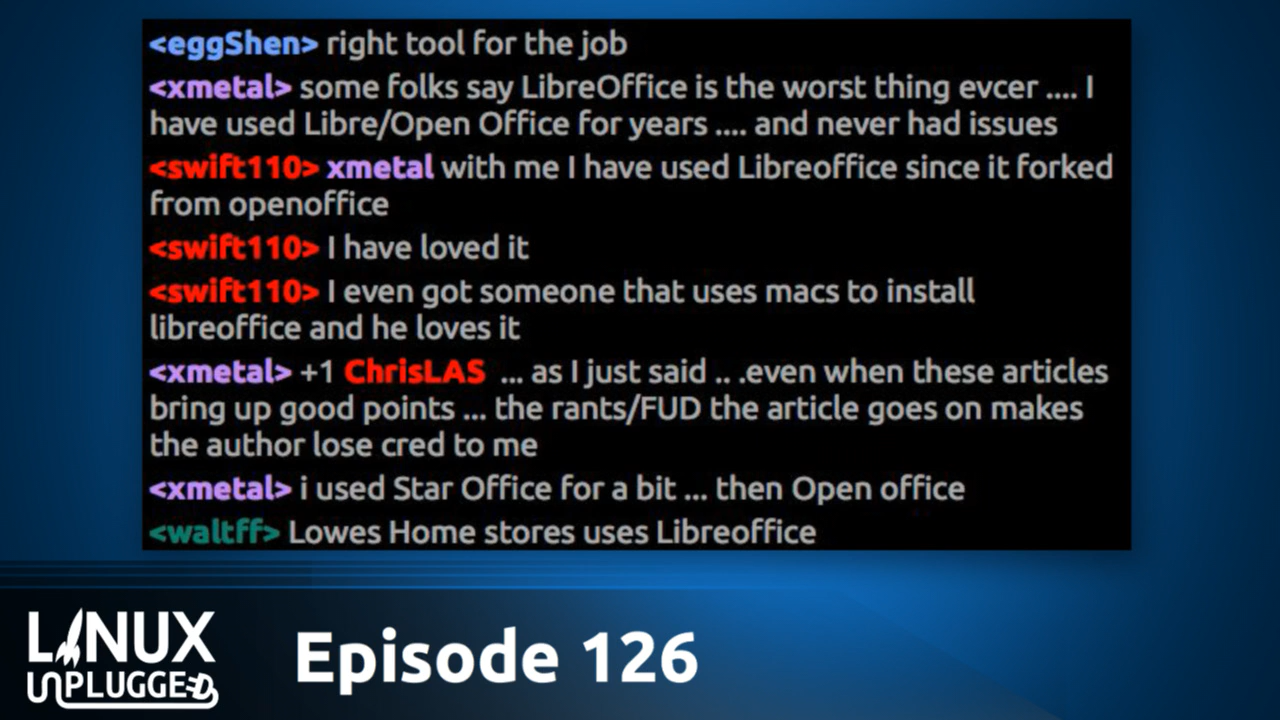 <eggShen> right tool for the job
<xmetal> some folks say LibreOffice is the worst thing evcer .... I
have used Libre/Open Office for years .... and never had issues
<swift110> xmetal with me I have used Libreoffice since it forked
from openoffice
<swift110> I have loved it
<swift110> I even got someone that uses macs to install
libreoffice and he loves it
<xmetal> +1 ChrisLAS ... as I just said .. .even when these articles
bring up good points ... the rants/FUD the article goes on makes
the author lose cred to me
<xmetal> i used Star Office for a bit ... then Open office
<waltff> Lowes Home stores uses Libreoffice
LINUX
UNPLUGGED
Episode 126